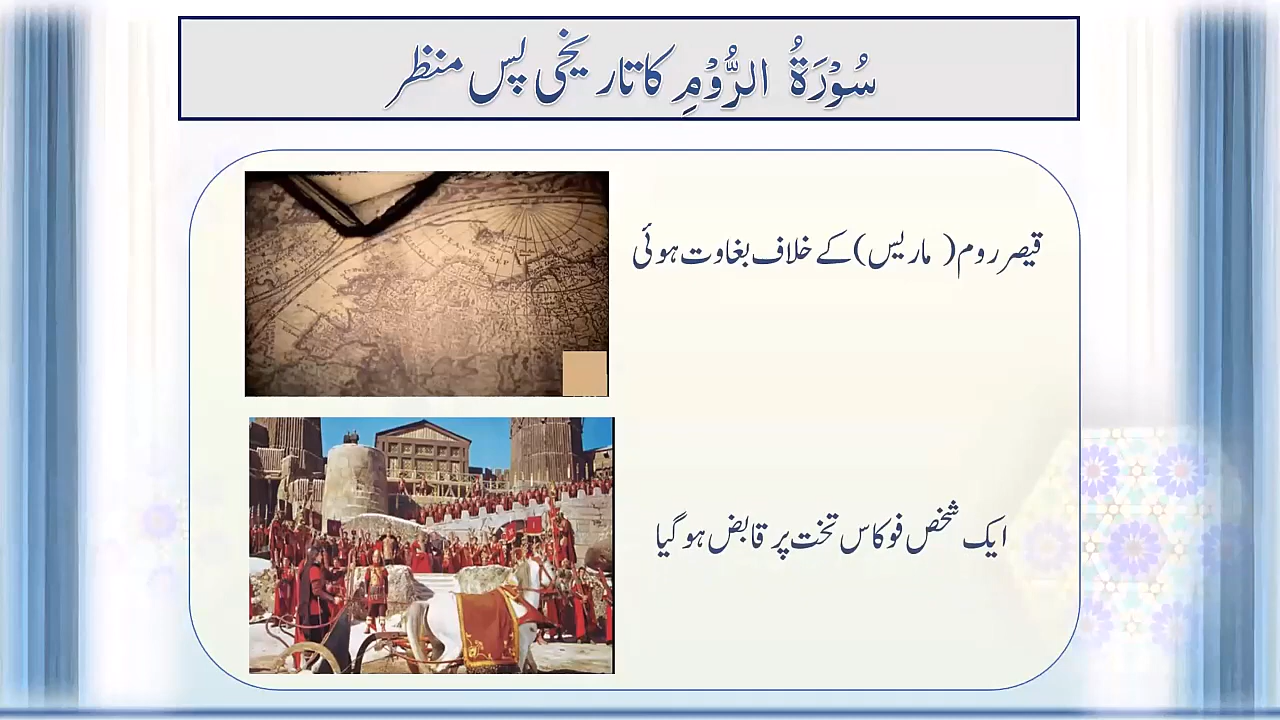 سُوْرَةُ الرُّوْمِ کا تاریخی پس منظر
قیصر روم ( ماریس) کے خلاف بغاوت ہوئی
ایک شخص فوکاس تخت پر قابض ہو گیا